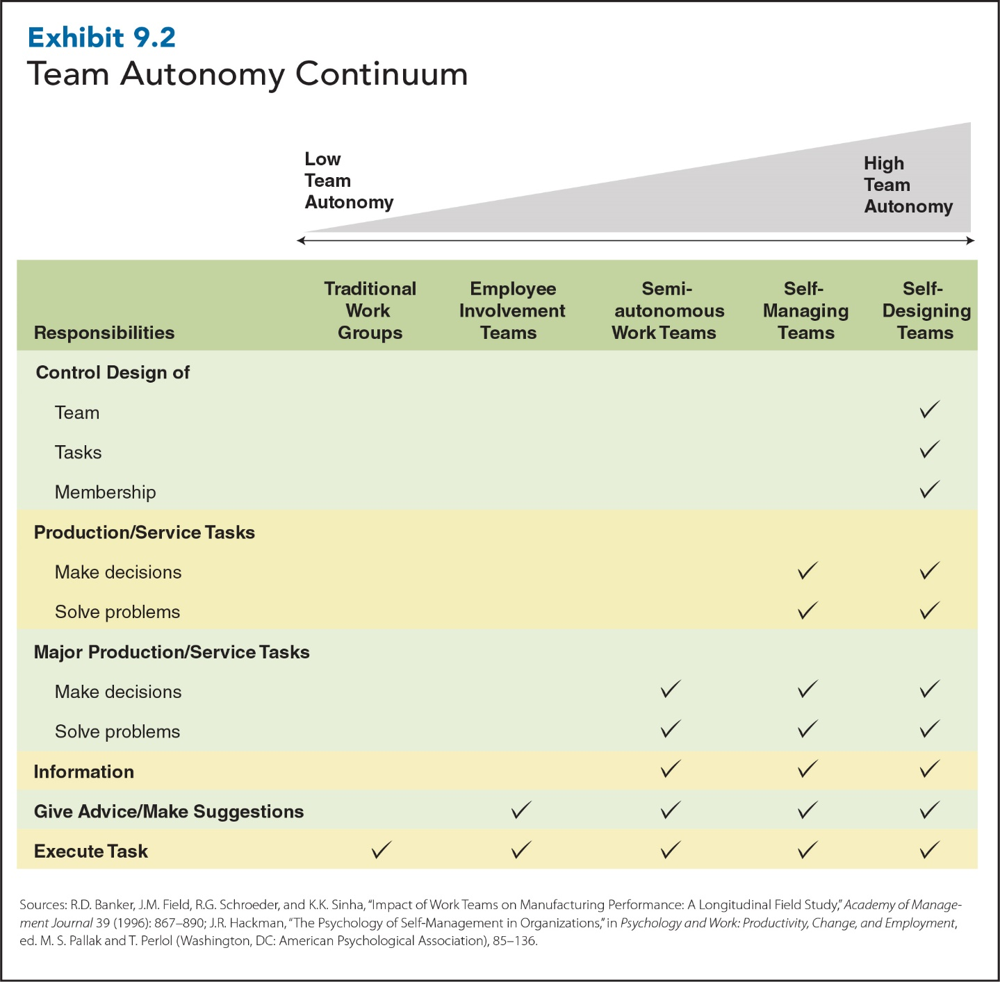 Exhibit 9.2
Team Autonomy Continuum
Low
Team
Autonomy
High
Team
Autonomy
Responsibilities
Traditional
Work
Groups
Employee
Involvement
Teams
Semi-
autonomous
Work Teams
Self-
Managing
Teams
Self-
Designing
Teams
Control Design of
Team ✓
Tasks ✓
Membership ✓
Production/Service Tasks
Make decisions ✓ ✓
Solve problems ✓ ✓
Major Production/Service Tasks
Make decisions ✓ ✓ ✓
Solve problems ✓ ✓ ✓
Information ✓ ✓ ✓
Give Advice/Make Suggestions ✓ ✓ ✓ ✓
Execute Task ✓ ✓ ✓ ✓ ✓
Sources: R.D. Banker, J.M. Field, R.G. Schroeder, and K.K. Sinha, “Impact of Work Teams on Manufacturing Performance: A Longitudinal Field Study,” Academy of Manage-
ment Journal 39 (1996): 867–890; J.R. Hackman, “The Psychology of Self-Management in Organizations,” in Psychology and Work: Productivity, Change, and Employment,
ed. M. S. Pallak and T. Perlol (Washington, DC: American Psychological Association), 85–136.